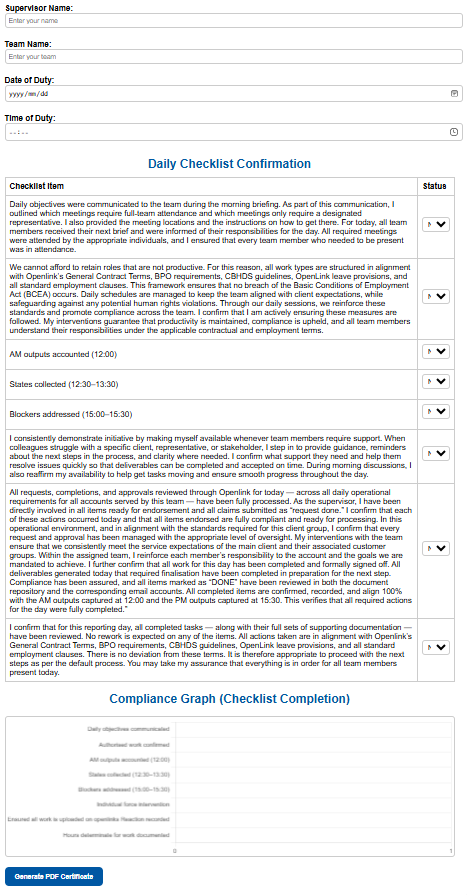 Supervisor Name:
Enter your name
Team Name:
Enter your team
Date of Duty:
yyyy/mm/dd
Time of Duty:
--:--
Daily Checklist Confirmation
Checklist Item
Status
Daily objectives were communicated to the team during the morning briefing. As part of this communication, I
outlined which meetings require full-team attendance and which meetings only require a designated
representative. I also provided the meeting locations and the instructions on how to get there. For today, all team
members received their next brief and were informed of their responsibilities for the day. All required meetings
were attended by the appropriate individuals, and I ensured that every team member who needed to be present
was in attendance.
We cannot afford to retain roles that are not productive. For this reason, all work types are structured in alignment
with Openlink's General Contract Terms, BPO requirements, CBHDS guidelines, OpenLink leave provisions, and
all standard employment clauses. This framework ensures that no breach of the Basic Conditions of Employment
Act (BCEA) occurs. Daily schedules are managed to keep the team aligned with client expectations, while
safeguarding against any potential human rights violations. Through our daily sessions, we reinforce these
standards and promote compliance across the team. I confirm that I am actively ensuring these measures are
followed. My interventions guarantee that productivity is maintained, compliance is upheld, and all team members
understand their responsibilities under the applicable contractual and employment terms.
AM outputs accounted (12:00)
States collected (12:30–13:30)
Blockers addressed (15:00–15:30)
I consistently demonstrate initiative by making myself available whenever team members require support. When
colleagues struggle with a specific client, representative, or stakeholder, I step in to provide guidance, reminders
about the next steps in the process, and clarity where needed. I confirm what support they need and help them
resolve issues quickly so that deliverables can be completed and accepted on time. During morning discussions, I
also reaffirm my availability to help get tasks moving and ensure smooth progress throughout the day.
All requests, completions, and approvals reviewed through Openlink for today — across all daily operational
requirements for all accounts served by this team — have been fully processed. As the supervisor, I have been
directly involved in all items ready for endorsement and all claims submitted as "request done." I confirm that each
of these actions occurred today and that all items endorsed are fully compliant and ready for processing. In this
operational environment, and in alignment with the standards required for this client group, I confirm that every
request and approval has been managed with the appropriate level of oversight. My interventions with the team
ensure that we consistently meet the service expectations of the main client and their associated customer
groups. Within the assigned team, I reinforce each member's responsibility to the account and the goals we are
mandated to achieve. I further confirm that all work for this day has been completed and formally signed off. All
deliverables generated today that required finalisation have been completed in preparation for the next step.
Compliance has been assured, and all items marked as "DONE" have been reviewed in both the document
repository and the corresponding email accounts. All completed items are confirmed, recorded, and align 100%
with the AM outputs captured at 12:00 and the PM outputs captured at 15:30. This verifies that all required actions
for the day were fully completed."
I confirm that for this reporting day, all completed tasks — along with their full sets of supporting documentation —
have been reviewed. No rework is expected on any of the items. All actions taken are in alignment with Openlink's
General Contract Terms, BPO requirements, CBHDS guidelines, OpenLink leave provisions, and all standard
employment clauses. There is no deviation from these terms. It is therefore appropriate to proceed with the next
steps as per the default process. You may take my assurance that everything is in order for all team members
present today.
Compliance Graph (Checklist Completion)
Daily objectives communicated
Authorised work confirmed
AM outputs accounted (12:00)
States collected (12:30–13:30)
Blockers addressed (15:00–15:30)
Individual force intervention
Ensured all work is uploaded on openlinks Reaction recorded
Hours determinate for work documented
0
1
Generate PDF Certificate